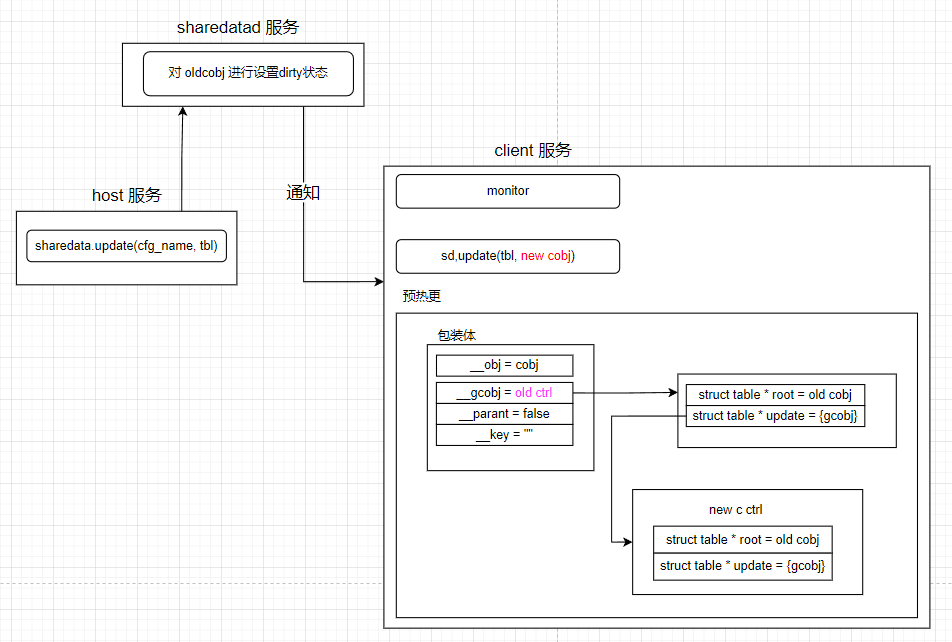 sharedatad 服务
对 oldcobj 进行设置dirty状态
host 服务
sharedata.update(cfg_name, tbl)
通知
client 服务
monitor
sd,update(tbl, new cobj)
预热更
包装体
__obj = cobj
__gcobj = old ctrl
__parant = false
__key = ""
struct table * root = old cobj
struct table * update = {gcobj}
new c ctrl
struct table * root = old cobj
struct table * update = {gcobj}